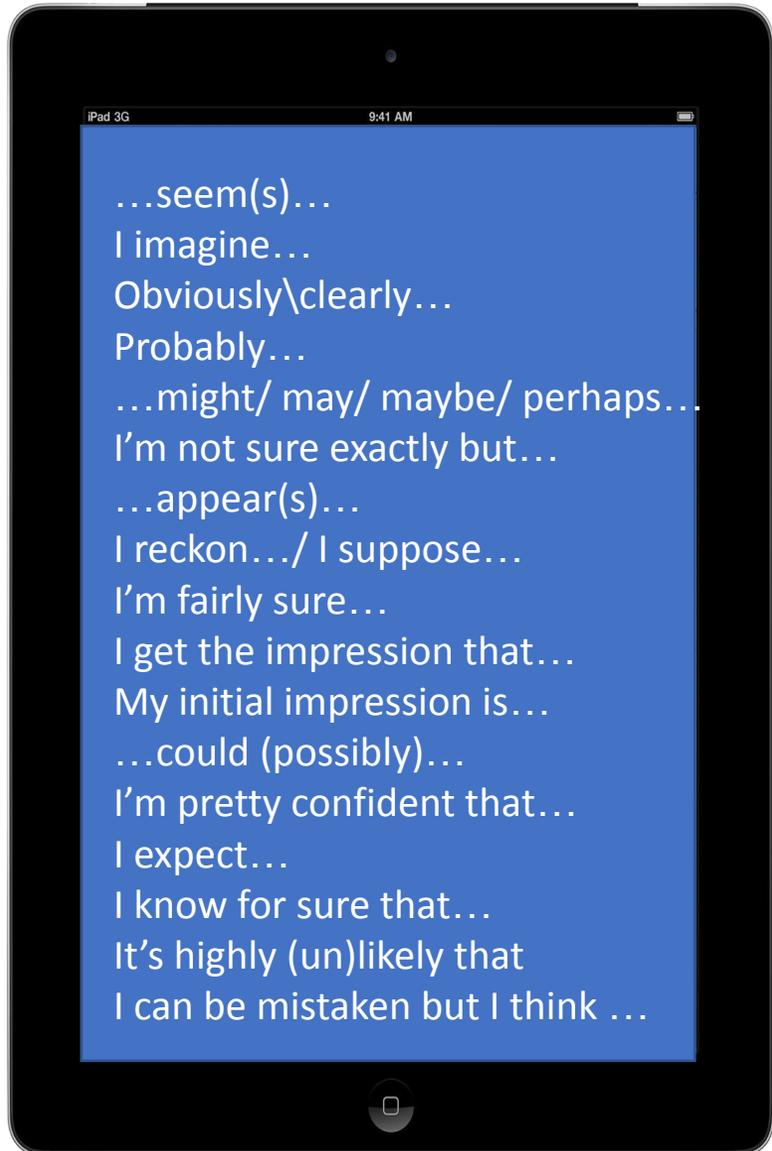 iPad 3G 9:41 AM
…seem(s)…
I imagine…
Obviously\clearly…
Probably…
…might/ may/ maybe/ perhaps…
I’m not sure exactly but…
…appear(s)…
I reckon…/ I suppose…
I’m fairly sure…
I get the impression that…
My initial impression is…
…could (possibly)…
I’m pretty confident that…
I expect…
I know for sure that…
It’s highly (un)likely that
I can be mistaken but I think …